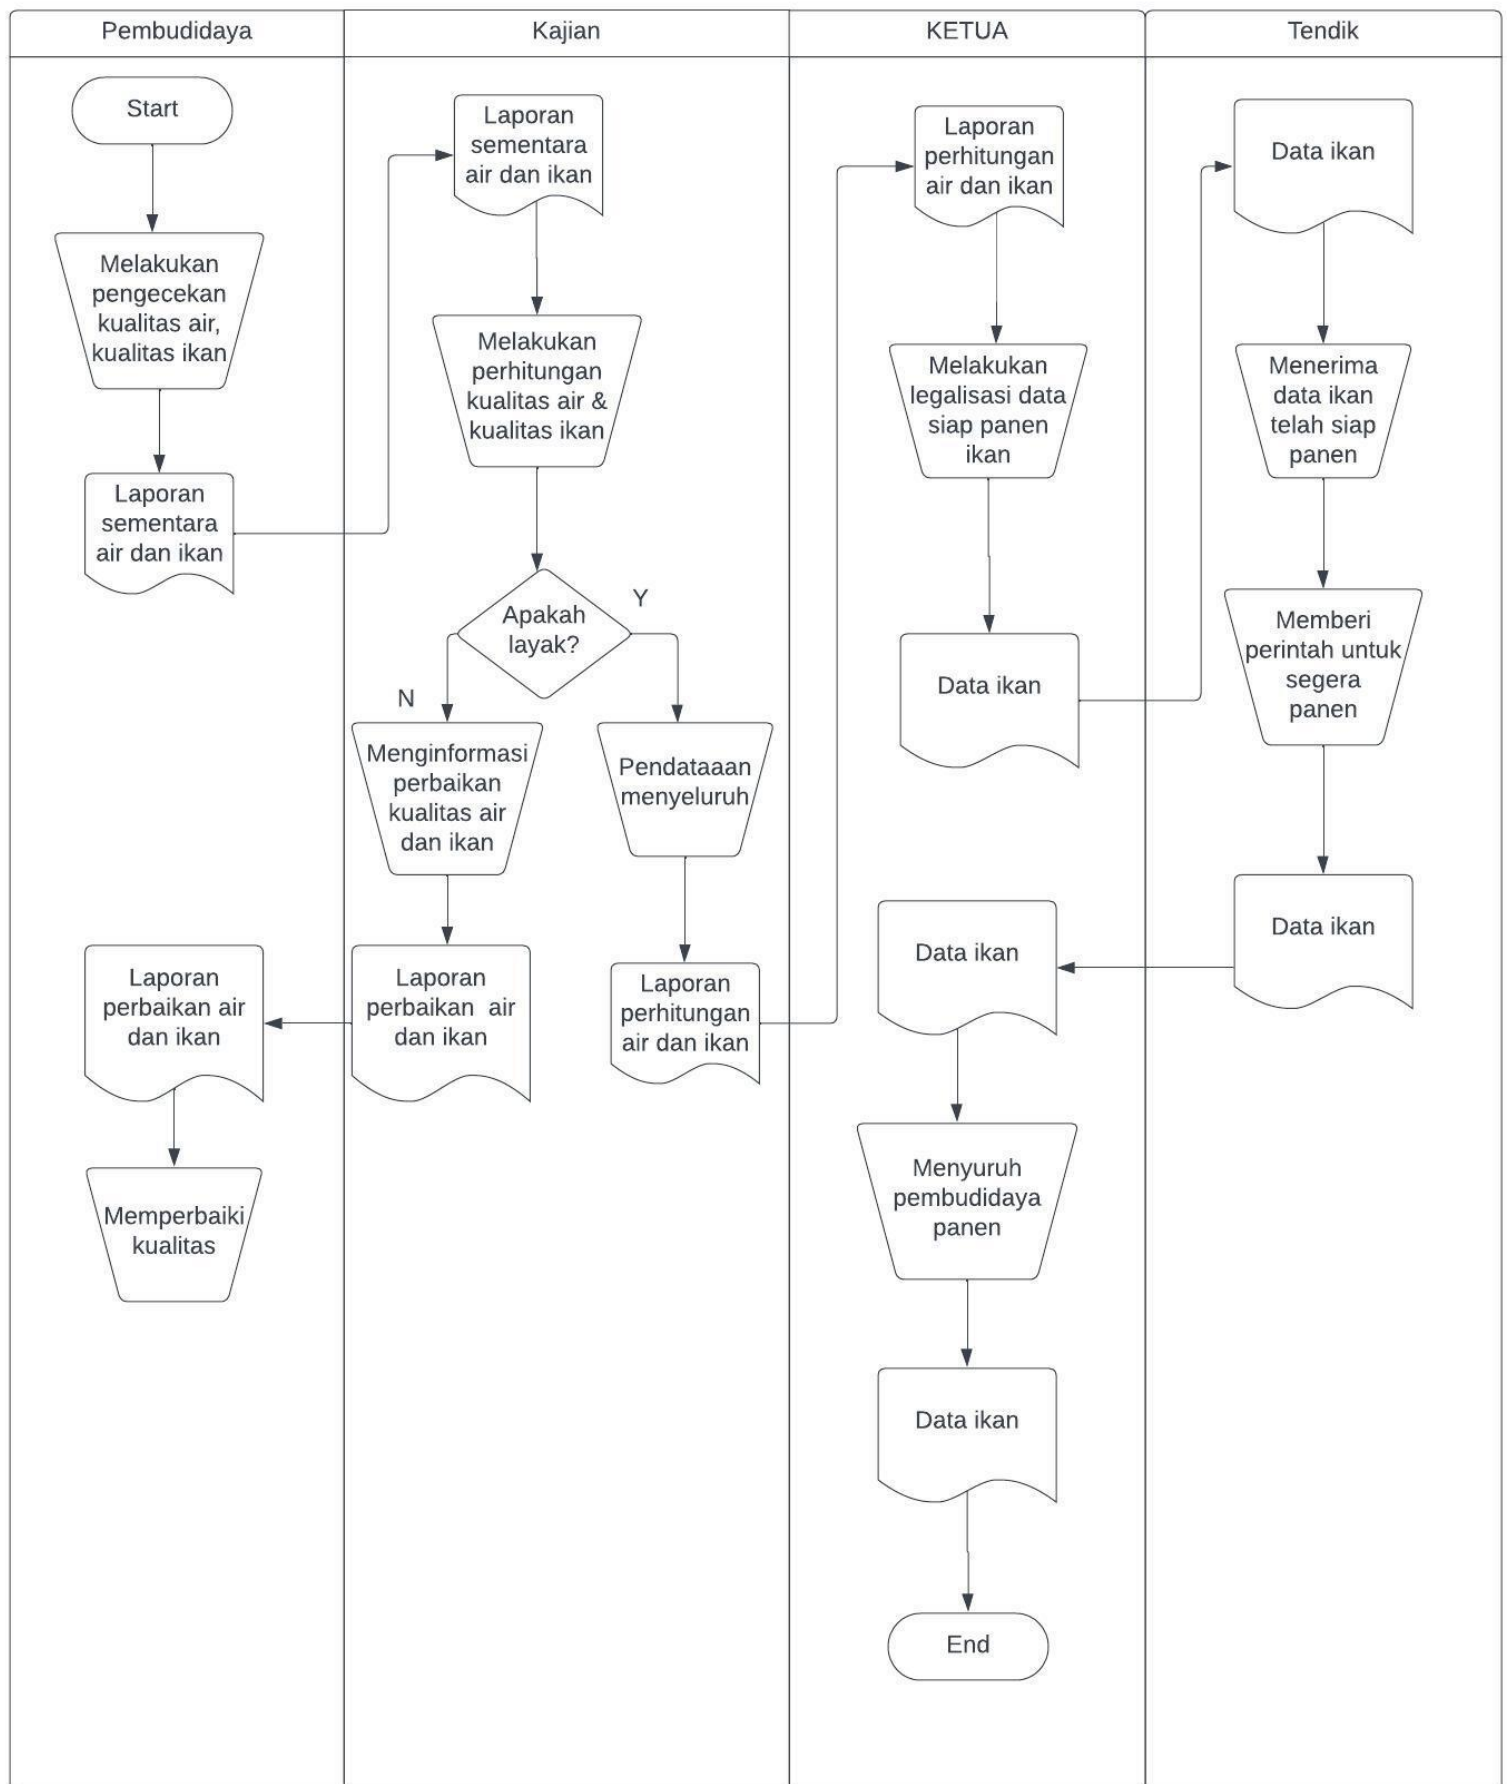 Pembudidaya
Kajian
KETUA
Tendik
Start
Melakukan
pengecekan
kualitas air,
kualitas ikan
Laporan
sementara
air dan ikan
Laporan
perbaikan air
dan ikan
Memperbaiki
kualitas
Laporan
sementara
air dan ikan
Melakukan
perhitungan
kualitas air &
kualitas ikan
Apakah
layak?
Y
N
Menginformasi
perbaikan
kualitas air
dan ikan
Pendataaan
menyeluruh
Laporan
perbaikan  air
dan ikan
Laporan
perhitungan
air dan ikan
Laporan
perhitungan
air dan ikan
Melakukan
legalisasi data
siap panen
ikan
Data ikan
Data ikan
Menyuruh
pembudidaya
panen
Data ikan
End
Data ikan
Menerima
data ikan
telah siap
panen
Memberi
perintah untuk
segera
panen
Data ikan